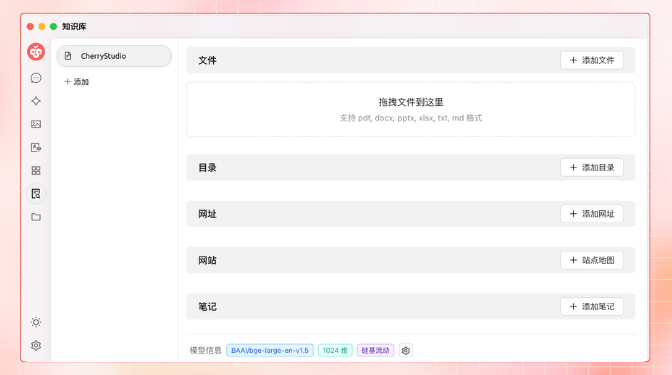 知识库
CherryStudio
+ 添加
文件
+ 添加文件
拖拽文件到这里
支持 pdf, docx, pptx, xlsx, txt, md 格式
目录
+ 添加目录
网址
+ 添加网址
网站
+ 站点地图
笔记
+ 添加笔记
模型信息 BAAI/bge-large-en-v1.5 1024 维 硅基流动